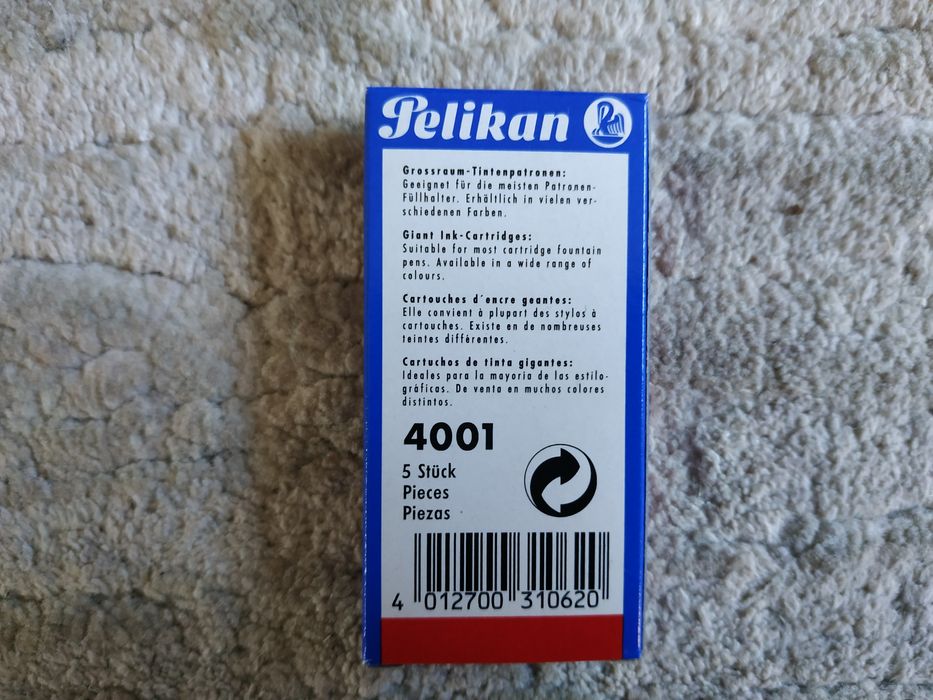 Pelikan
Grossraum-Tintenpatronen:
Geeignet für die meisten Patronen-
Füllhalter. Erhältlich in vielen ver-
schiedenen Farben.
Giant Ink-Cartridges:
Suitable for most cartridge fountain
pens. Available in a wide range of
colours.
Cartouches d´encre geantes:
Elle convient à plupart des stylos à
cartouches. Existe en de nombreuses
teintes différentes.
Cartuchos de tinta gigantes:
Ideales para la mayoria de las estilo-
gráficas. De venta en muchos colores
distintos.
4001
5 Stück
Pieces
Piezas
4 012700 310620